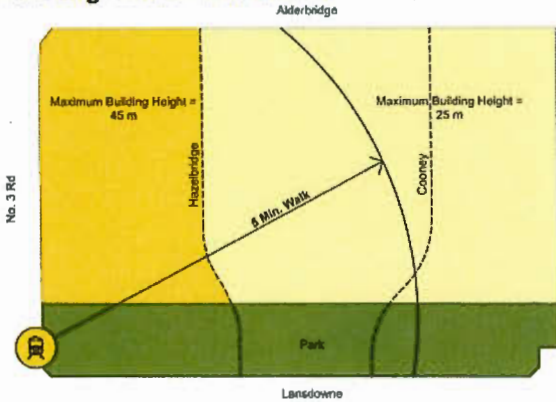 Alderbridge
Maximum Building Height =
45 m
Maximum Building Height =
25 m
Hazelbridge
Cooney
No. 3 Rd
5 Min. Walk
Park
Lansdowne